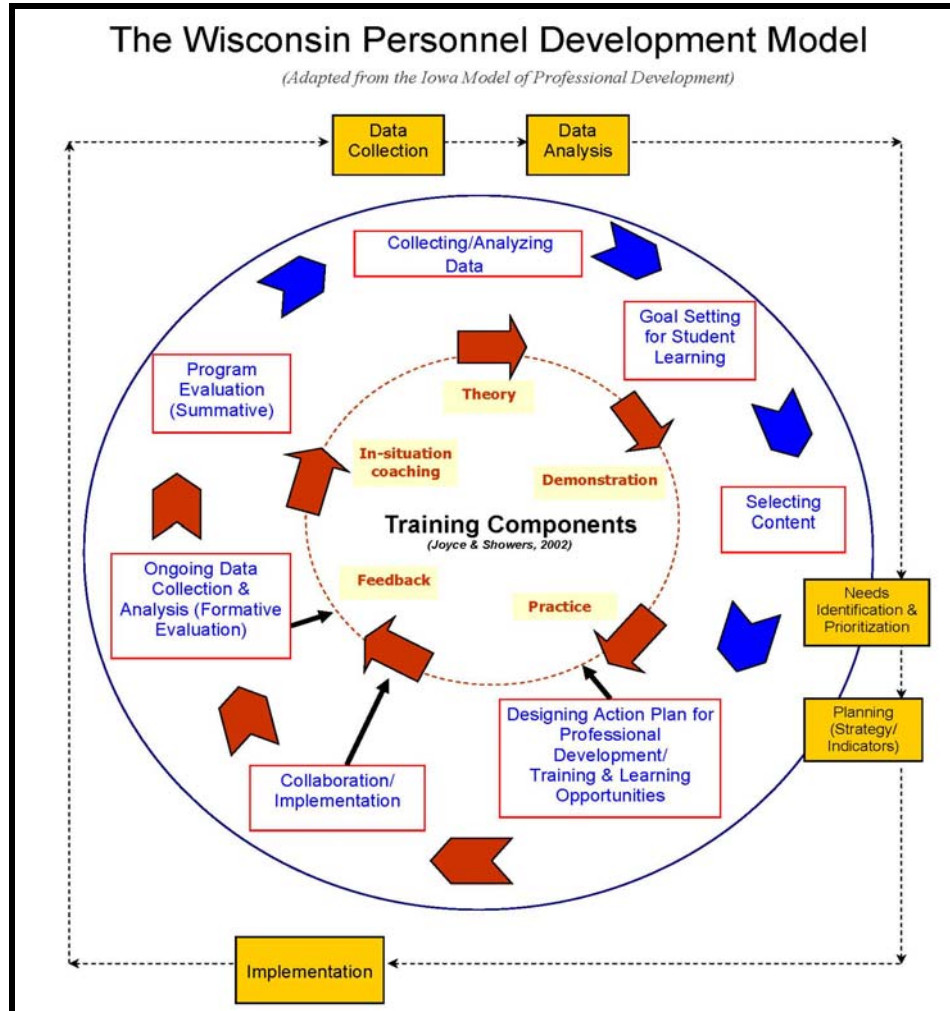 The Wisconsin Personnel Development Model
(Adapted from the Iowa Model of Professional Development)
Data
Collection
Data
Analysis
Collecting/Analyzing
Data
Goal Setting
for Student
Learning
Program
Evaluation
(Summative)
Theory
In-situation
coaching
Demonstration
Selecting
Content
Training Components
(Joyce & Showers, 2002)
Ongoing Data
Collection &
Analysis (Formative
Evaluation)
Feedback
Practice
Needs
Identification &
Prioritization
Designing Action Plan for
Professional
Development/
Training & Learning
Opportunities
Planning
(Strategy/
Indicators)
Collaboration/
Implementation
Implementation